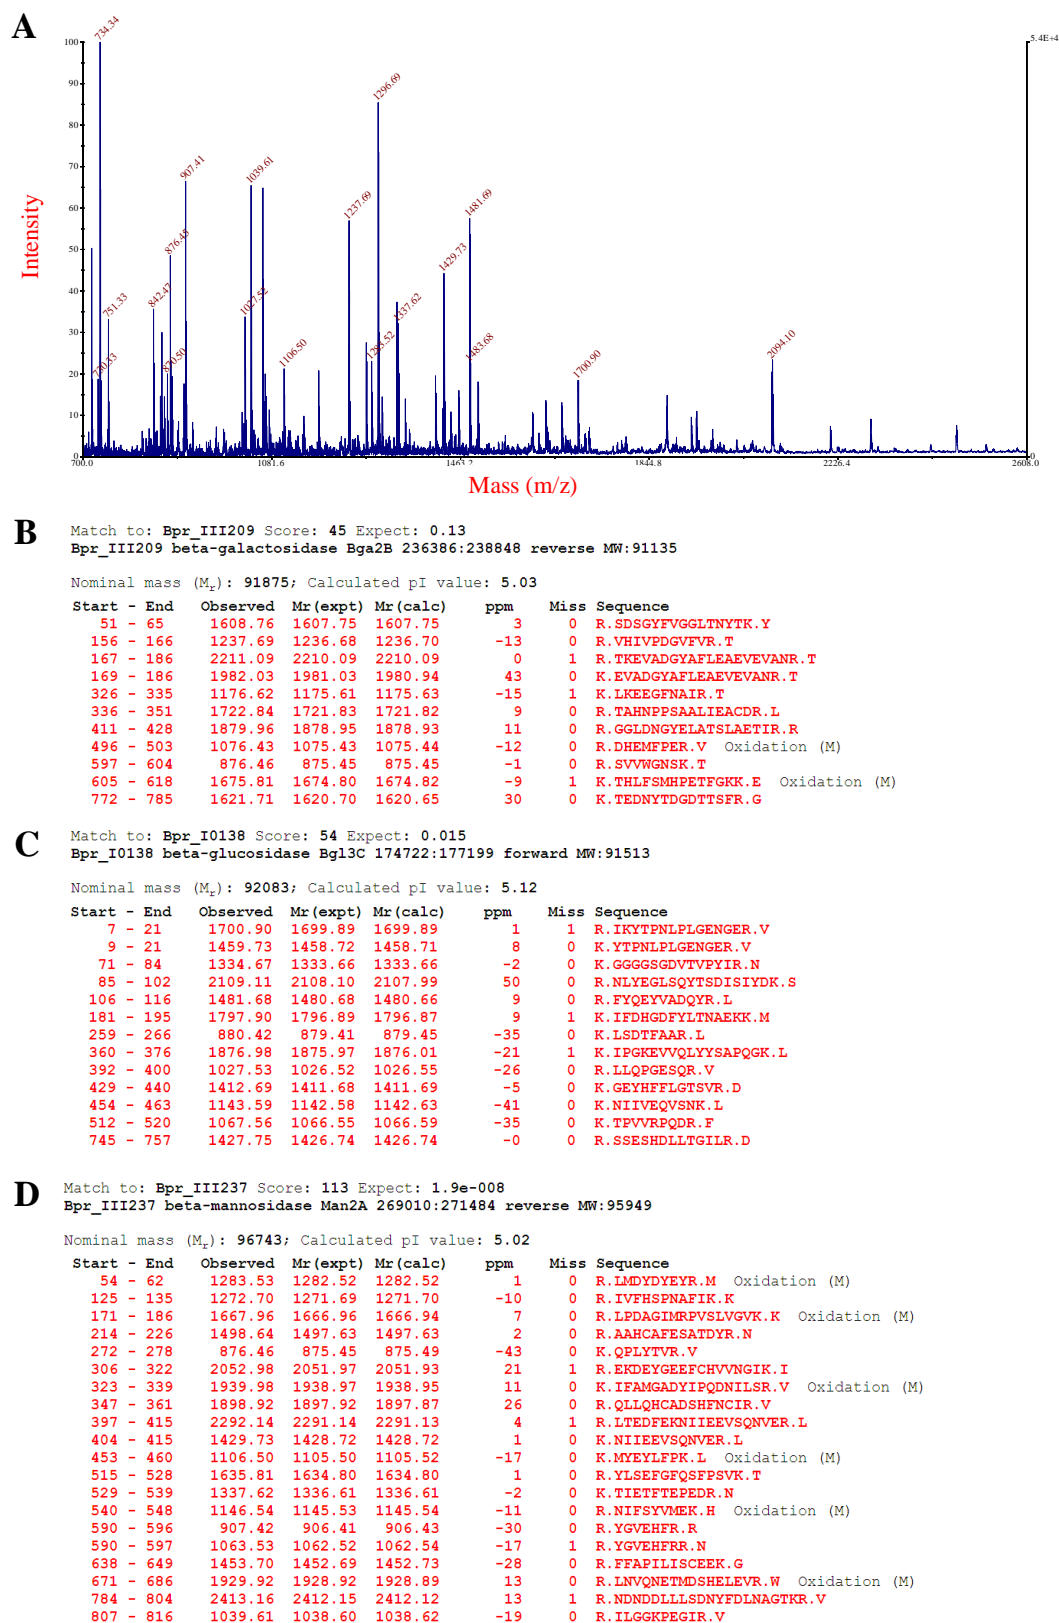 A
734.34
5.4E+4
100
90
80
70
60
50
40
30
20
10
0
0
Intensity
751.33
842.47
876.45
907.41
1039.61
1106.50
1237.69
1296.69
1337.62
1429.73
1481.69
1483.68
1700.90
2094.10
700.0
1081.6
1463.2
1844.8
2226.4
2608.0
Mass (m/z)
B
Match to: Bpr_III209 Score: 45 Expect: 0.13
Bpr_III209 beta-galactosidase Bga2B 236386:238848 reverse MW:91135
Nominal mass (Mr): 91875; Calculated pI value: 5.03
Start - End Observed Mr(expt) Mr(calc) ppm Miss Sequence
51 - 65 1608.76 1607.75 1607.75 3 0 R.SDSGYFVGGLTNYTK.Y
156 - 166 1237.69 1236.68 1236.70 -13 0 R.VHIVPDGVFVR.T
167 - 186 2211.09 2210.09 2210.09 0 1 R.TKEVADGYAFLEAEVEVANR.T
169 - 186 1982.03 1981.03 1980.94 43 0 K.EVADGYAFLEAEVEVANR.T
326 - 335 1176.62 1175.61 1175.63 -15 1 K.LKEEGFNAIR.T
336 - 351 1722.84 1721.83 1721.82 9 0 R.TAHNPPSAALIEACDR.L
411 - 428 1879.96 1878.95 1878.93 11 0 R.GGLDNGYELATSLAETIR.R
496 - 503 1076.43 1075.43 1075.44 -12 0 R.DHEMFPER.V Oxidation (M)
597 - 604 876.46 875.45 875.45 -1 0 R.SVVWGNSK.T
605 - 618 1675.81 1674.80 1674.82 -9 1 K.THLFSMHPETFGKK.E Oxidation (M)
772 - 785 1621.71 1620.70 1620.65 30 0 K.TEDNYTDGDTTSFR.G
C
Match to: Bpr_I0138 Score: 54 Expect: 0.015
Bpr_I0138 beta-glucosidase Bgl3C 174722:177199 forward MW:91513
Nominal mass (Mr): 92083; Calculated pI value: 5.12
Start - End Observed Mr(expt) Mr(calc) ppm Miss Sequence
7 - 21 1700.90 1699.89 1699.89 1 1 R.IKYTPNLPLGENGER.V
9 - 21 1459.73 1458.72 1458.71 8 0 K.YTPNLPLGENGER.V
71 - 84 1334.67 1333.66 1333.66 -2 0 K.GGGGSGDVTVPYIR.N
85 - 102 2109.11 2108.10 2107.99 50 0 R.NLYEGLSQYTSDISIYDK.S
106 - 116 1481.68 1480.68 1480.66 9 0 R.FYQEYVADQYR.L
181 - 195 1797.90 1796.89 1796.87 9 1 K.IFDHGDFYLTNAEKK.M
259 - 266 880.42 879.41 879.45 -35 0 K.LSDTFAAR.L
360 - 376 1876.98 1875.97 1876.01 -21 1 K.IPGKEVVQLYYSAPQGK.L
392 - 400 1027.53 1026.52 1026.55 -26 0 R.LLQPGESQR.V
429 - 440 1412.69 1411.68 1411.69 -5 0 K.GEYHFFLGTSVR.D
454 - 463 1143.59 1142.58 1142.63 -41 0 K.NIIVEQVSNK.L
512 - 520 1067.56 1066.55 1066.59 -35 0 K.TPVVRPQDR.F
745 - 757 1427.75 1426.74 1426.74 -0 0 R.SSESHDLLTGILR.D
D
Match to: Bpr_III237 Score: 113 Expect: 1.9e-008
Bpr_III237 beta-mannosidase Man2A 269010:271484 reverse MW:95949
Nominal mass (Mr): 96743; Calculated pI value: 5.02
Start - End Observed Mr(expt) Mr(calc) ppm Miss Sequence
54 - 62 1283.53 1282.52 1282.52 1 0 R.LMDYDYEYR.M Oxidation (M)
125 - 135 1272.70 1271.69 1271.70 -10 0 R.IVFHSPNAFIK.K
171 - 186 1667.96 1666.96 1666.94 7 0 R.LPDAGIMRPVSLVGVK.K Oxidation (M)
214 - 226 1498.64 1497.63 1497.63 2 0 R.AAHCAFESATDYR.N
272 - 278 876.46 875.45 875.49 -43 0 K.QPLYTVR.V
306 - 322 2052.98 2051.97 2051.93 21 1 R.EKDEYGEEFCHVVNGIK.I
323 - 339 1939.98 1938.97 1938.95 11 0 K.IFAMGADYIPQDNILSR.V Oxidation (M)
347 - 361 1898.92 1897.92 1897.87 26 0 R.QLLQHCADSHFNCIR.V
397 - 415 2292.14 2291.14 2291.13 4 1 R.LTEDFEKNIIEEVSQNVER.L
404 - 415 1429.73 1428.72 1428.72 1 0 K.NIIEEVSQNVER.L
453 - 460 1106.50 1105.50 1105.52 -17 0 K.MYEYLFPK.L Oxidation (M)
515 - 528 1635.81 1634.80 1634.80 1 0 R.YLSEFGFQSFPSVK.T
529 - 539 1337.62 1336.61 1336.61 -2 0 K.TIETFTEPEDR.N
540 - 548 1146.54 1145.53 1145.54 -11 0 R.NIFSYVMEK.H Oxidation (M)
590 - 596 907.42 906.41 906.43 -30 0 R.YGVEHFR.R
590 - 597 1063.53 1062.52 1062.54 -17 1 R.YGVEHFRR.N
638 - 649 1453.70 1452.69 1452.73 -28 0 R.FFAPILISCEEK.G
671 - 686 1929.92 1928.92 1928.89 13 0 R.LNVQNETMDSHELEVR.W Oxidation (M)
784 - 804 2413.16 2412.15 2412.12 13 1 R.NDNDDLLLSDNYFDLNAGTKR.V
807 - 816 1039.61 1038.60 1038.62 -19 0 R.ILGGKPEGIR.V